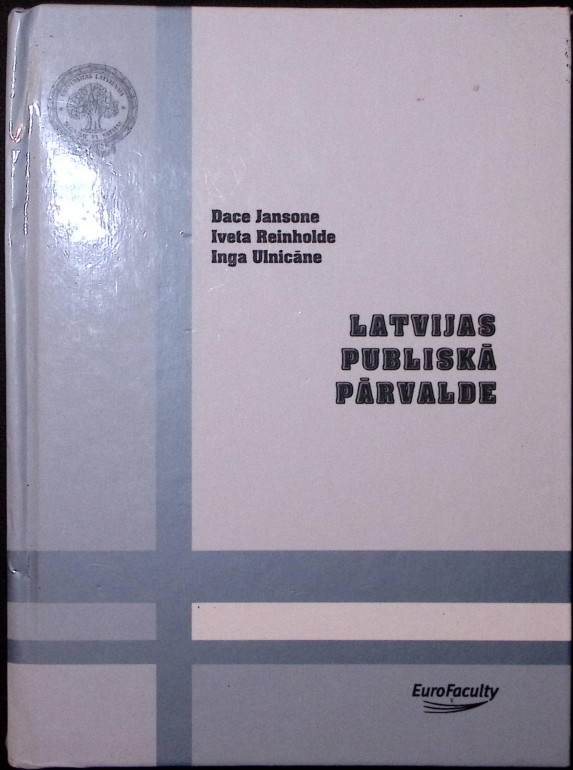 Dace Jansone
Iveta Reinholde
Inga Ulnicāne
LATVIJAS
PUBLISKĀ
PĀRVALDE
EuroFaculty